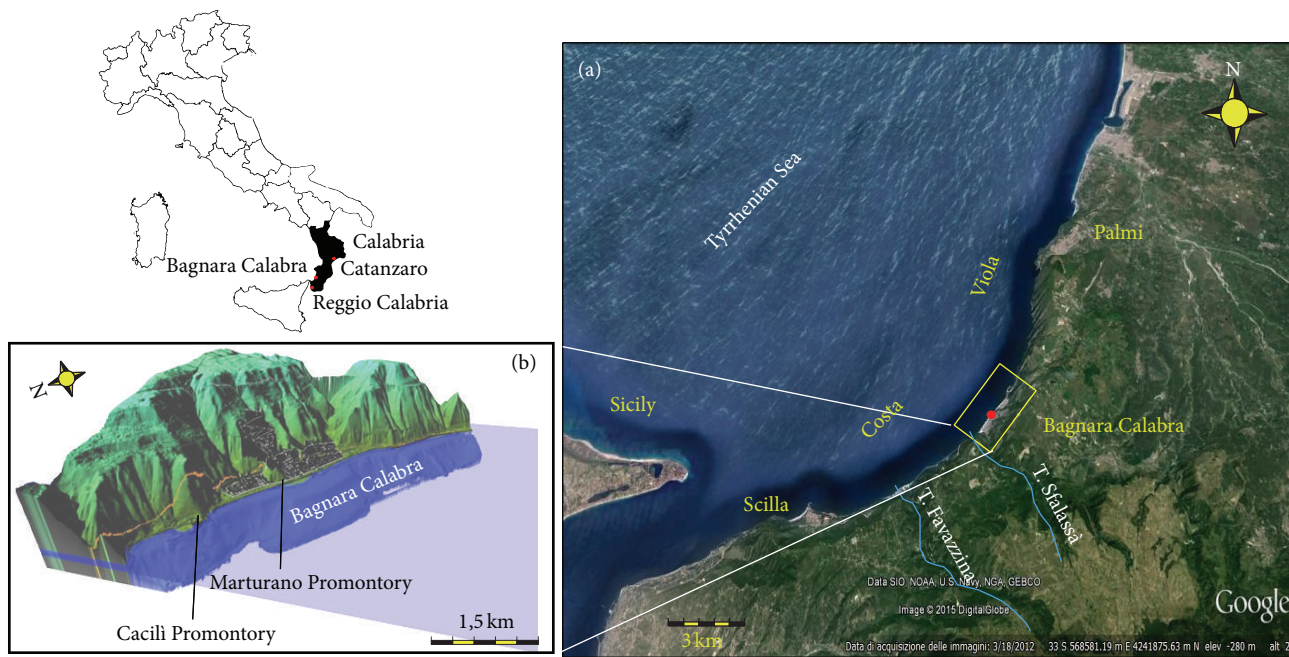 Calabria
Bagnara Calabra
Catanzaro
Reggio Calabria
(b)
N
Bagnara Calabra
Marturano Promontory
Cacilì Promontory
1,5 km
(a)
N
Tyrrhenian Sea
Palmi
Viola
Sicily
Costa
Bagnara Calabra
Scilla
T. Sfalassà
T. Favazzina
Data SIO, NOAA, U.S. Navy, NGA, GEBCO
Image © 2015 DigitalGlobe
Google
3 km
Data di acquisizione delle immagini: 3/18/2012 33 S 568581.19 m E 4241875.63 m N elev -280 m alt 2